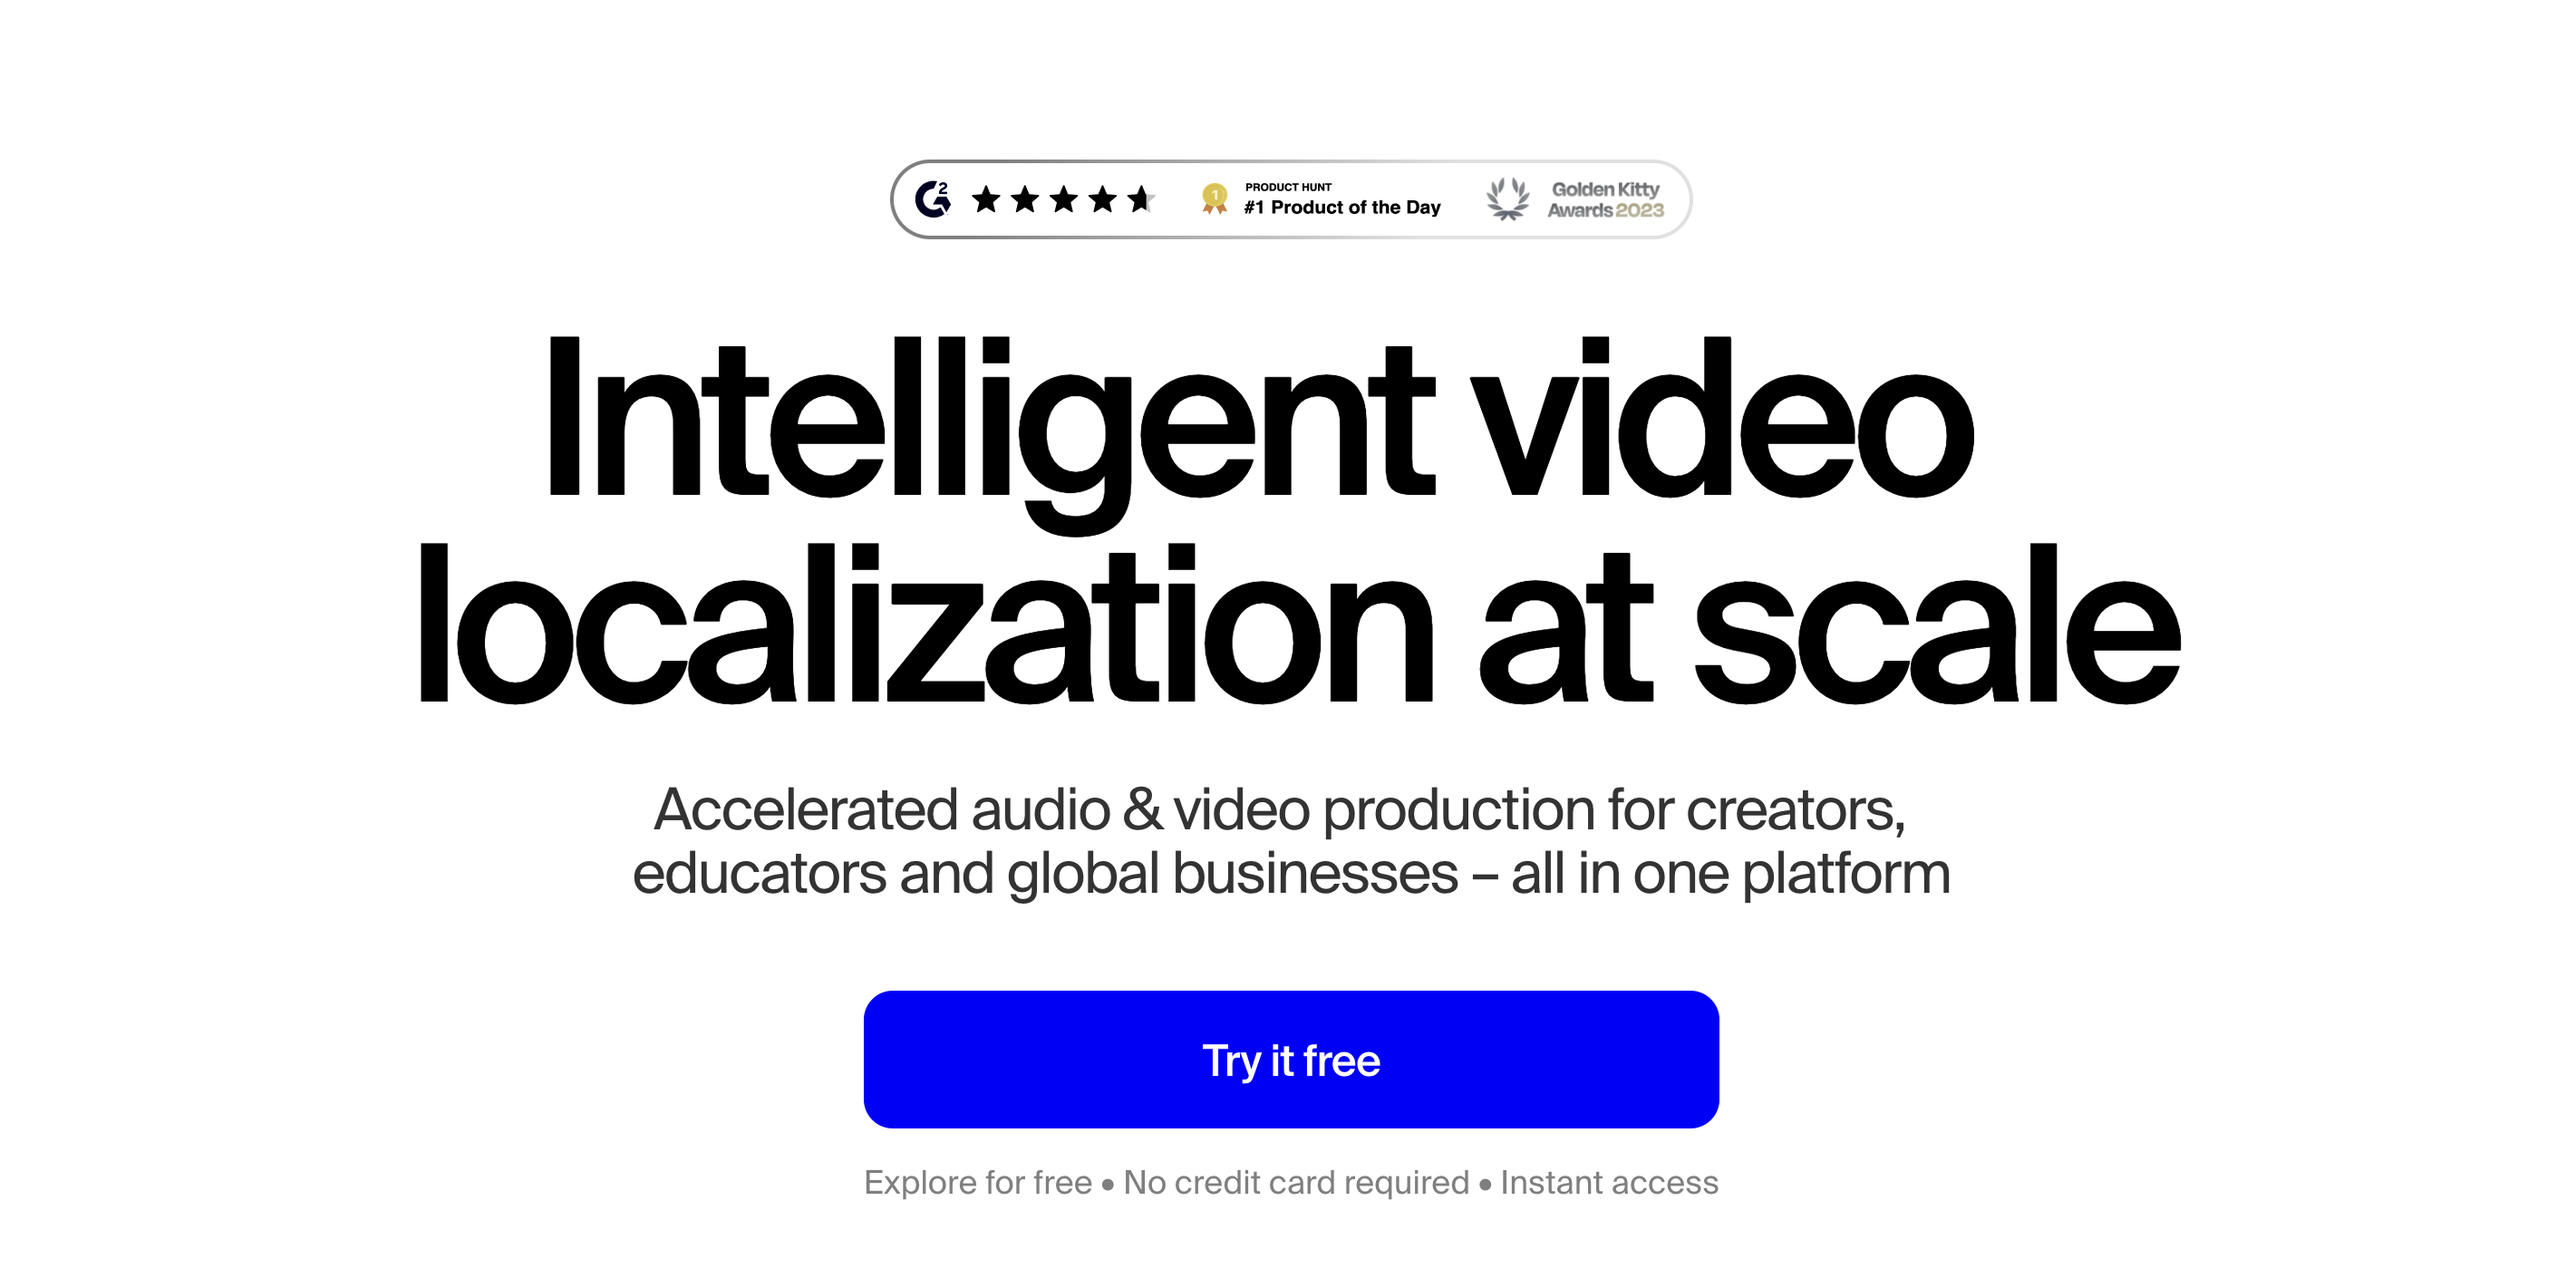 G2
PRODUCT HUNT
#1 Product of the Day
1
Golden Kitty
Awards 2023
Intelligent video
localization at scale
Accelerated audio & video production for creators,
educators and global businesses – all in one platform
Try it free
Explore for free • No credit card required • Instant access